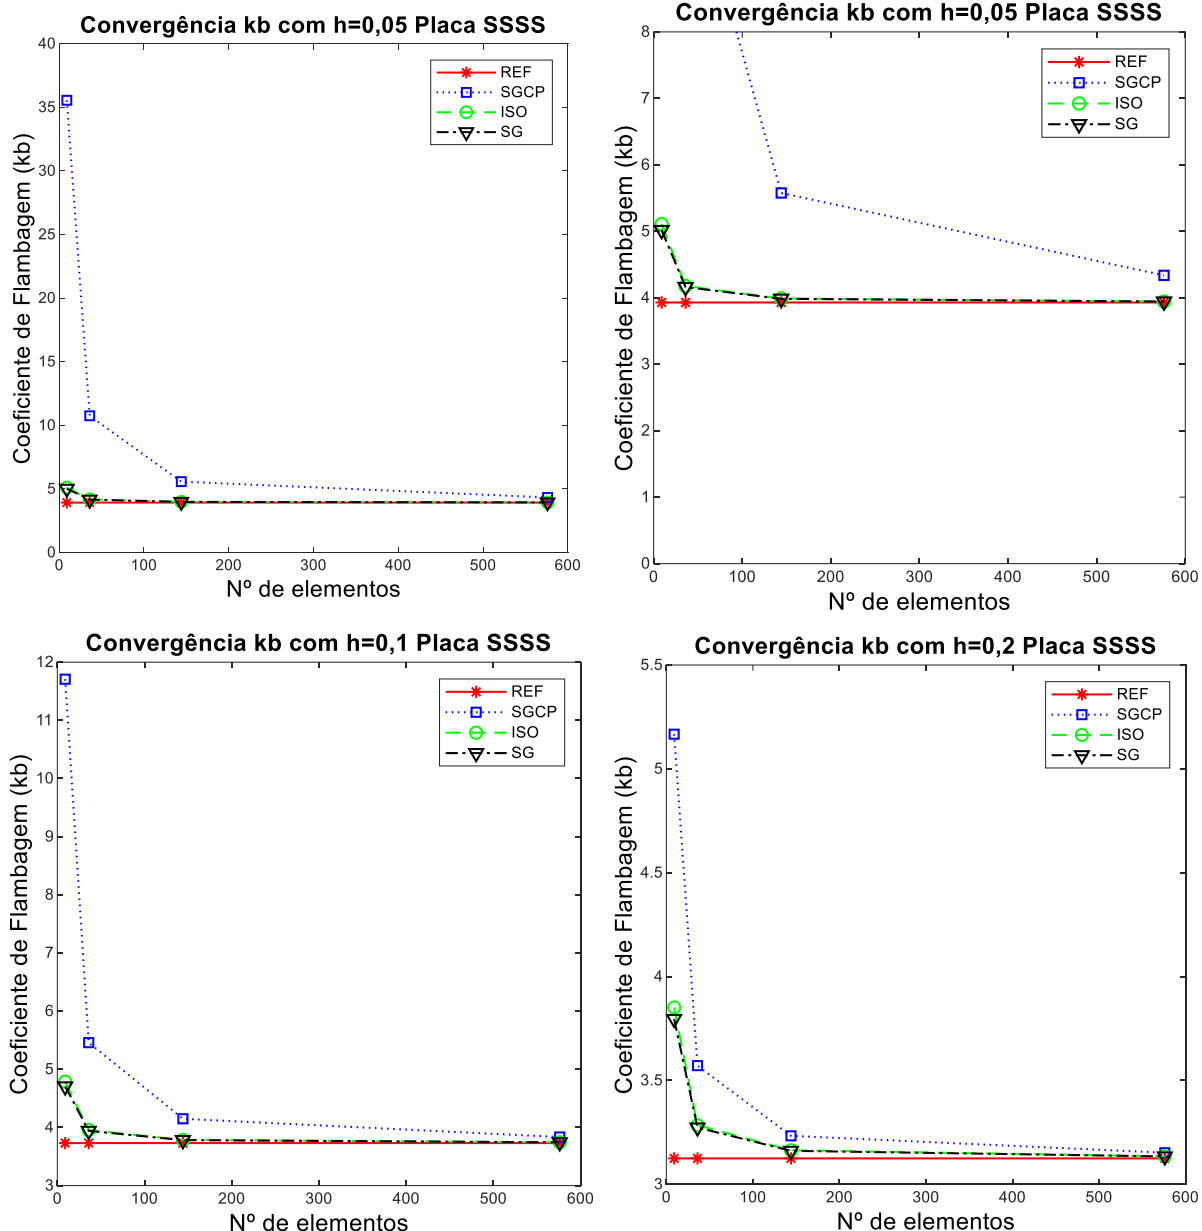 Convergência kb com h=0,05 Placa SSSS
Coeficiente de Flambagem (kb)
40
35
30
25
20
15
10
5
0
REF
SGCP
ISO
SG
0 100 200 300 400 500 600
Nº de elementos
Convergência kb com h=0,05 Placa SSSS
Coeficiente de Flambagem (kb)
8
7
6
5
4
3
2
1
0
REF
SGCP
ISO
SG
0 100 200 300 400 500 600
Nº de elementos
Convergência kb com h=0,1 Placa SSSS
Coeficiente de Flambagem (kb)
12
11
10
9
8
7
6
5
4
3
REF
SGCP
ISO
SG
0 100 200 300 400 500 600
Nº de elementos
Convergência kb com h=0,2 Placa SSSS
Coeficiente de Flambagem (kb)
5.5
5
4.5
4
3.5
3
REF
SGCP
ISO
SG
0 100 200 300 400 500 600
Nº de elementos